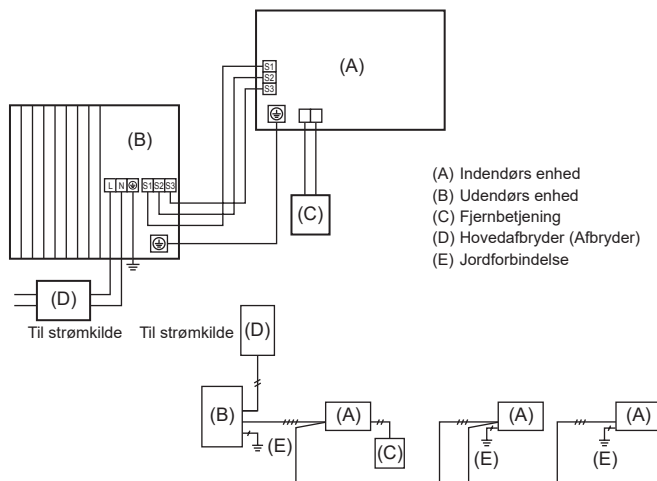 (A)
S1
S2
S3
(B)
L N S1 S2 S3
(C)
(A) Indendørs enhed
(B) Udendørs enhed
(C) Fjernbetjening
(D) Hovedafbryder (Afbryder)
(E) Jordforbindelse
(D)
Til strømkilde
Til strømkilde
(D)
(B)
(A)
(E)
(C)
(A)
(E)
(A)
(E)